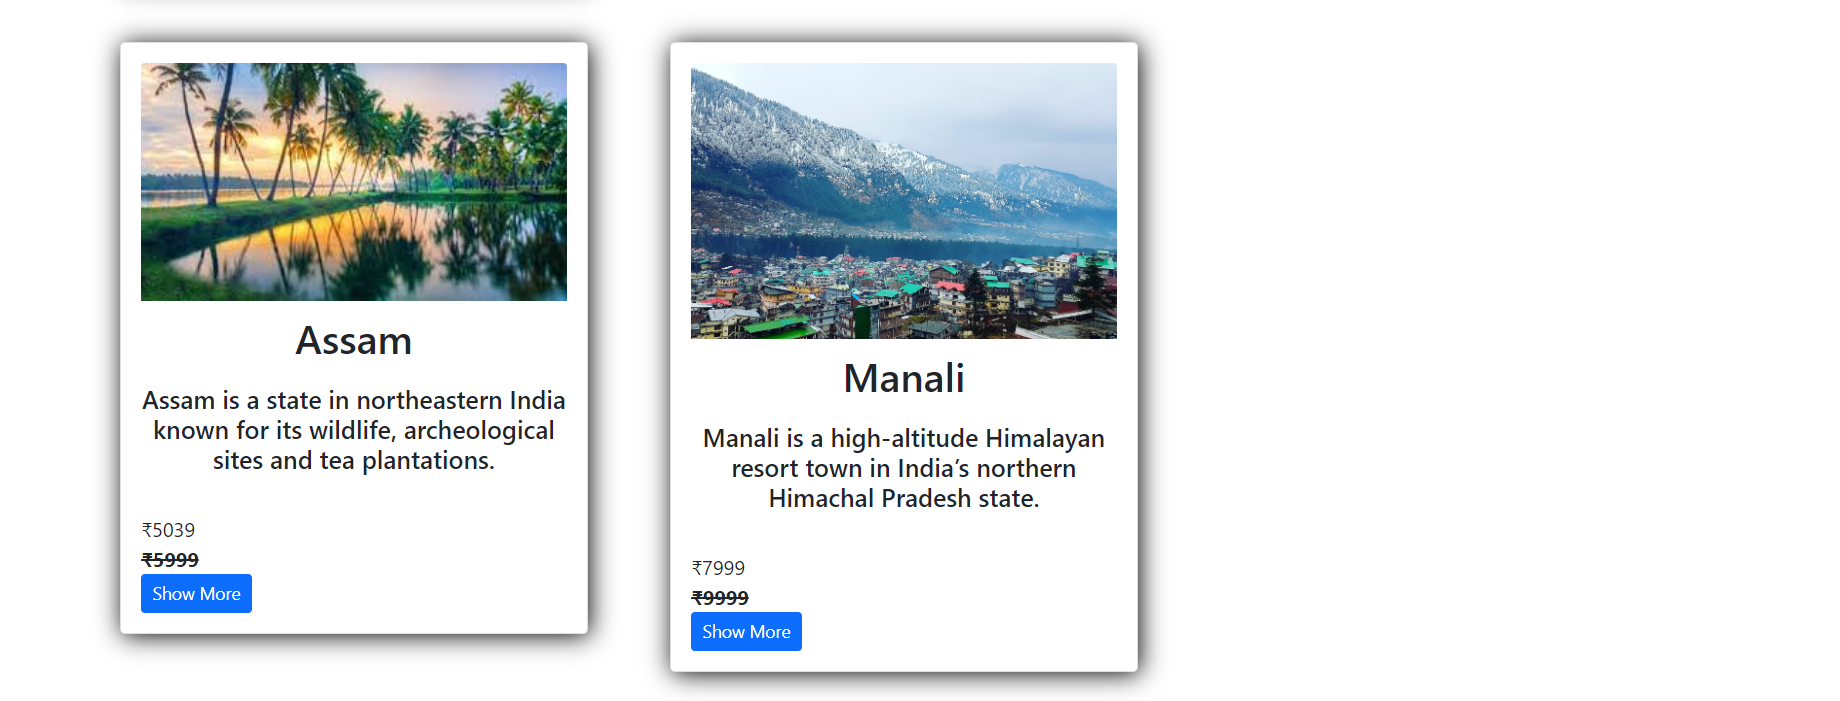 Assam
Assam is a state in northeastern India
known for its wildlife, archeological
sites and tea plantations.
₹5039
₹5999
Show More
Manali
Manali is a high-altitude Himalayan
resort town in India’s northern
Himachal Pradesh state.
₹7999
₹9999
Show More